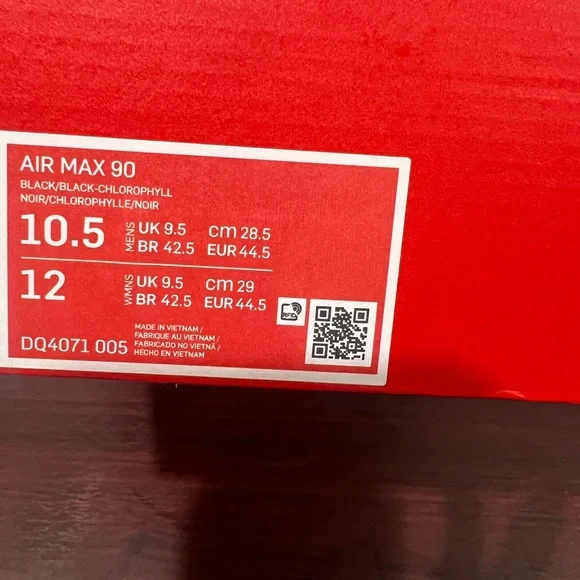 AIR MAX 90
BLACK/BLACK-CHLOROPHYLL
NOIR/CHLOROPHYLLE/NOIR
10.5 MENS UK 9.5 CM 28.5
BR 42.5 EUR 44.5
12 WMNS UK 9.5 CM 29
BR 42.5 EUR 44.5
MADE IN VIETNAM /
FABRIQUÉ AU VIETNAM /
FABRICADO NO VIETNÃ /
HECHO EN VIETNAM
DQ4071 005
RFID